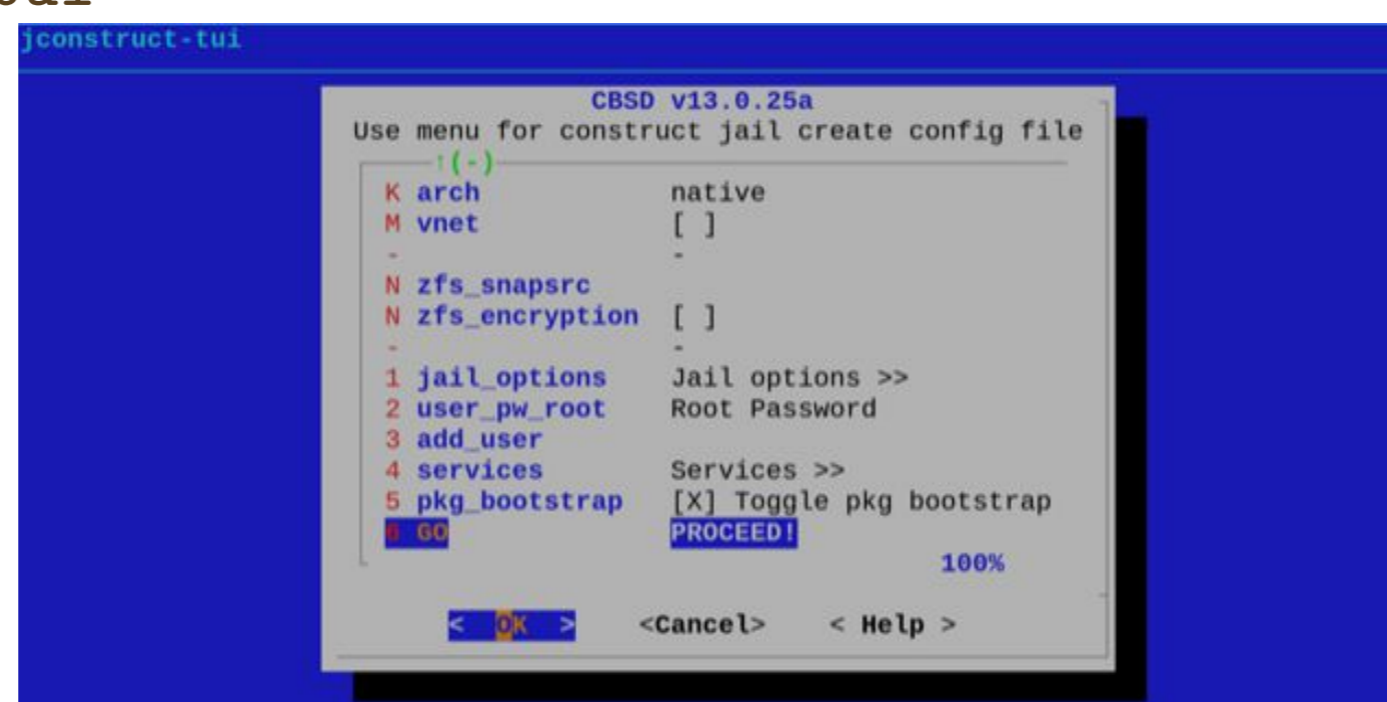 jconstruct-tui
CBSD v13.0.25a
Use menu for construct jail create config file
↑(-)
K arch native
M vnet [ ]
- -
N zfs_snapsrc
N zfs_encryption [ ]
- -
1 jail_options Jail options >>
2 user_pw_root Root Password
3 add_user
4 services Services >>
5 pkg_bootstrap [X] Toggle pkg bootstrap
6 GO PROCEED!
100%
< OK > <Cancel> < Help >